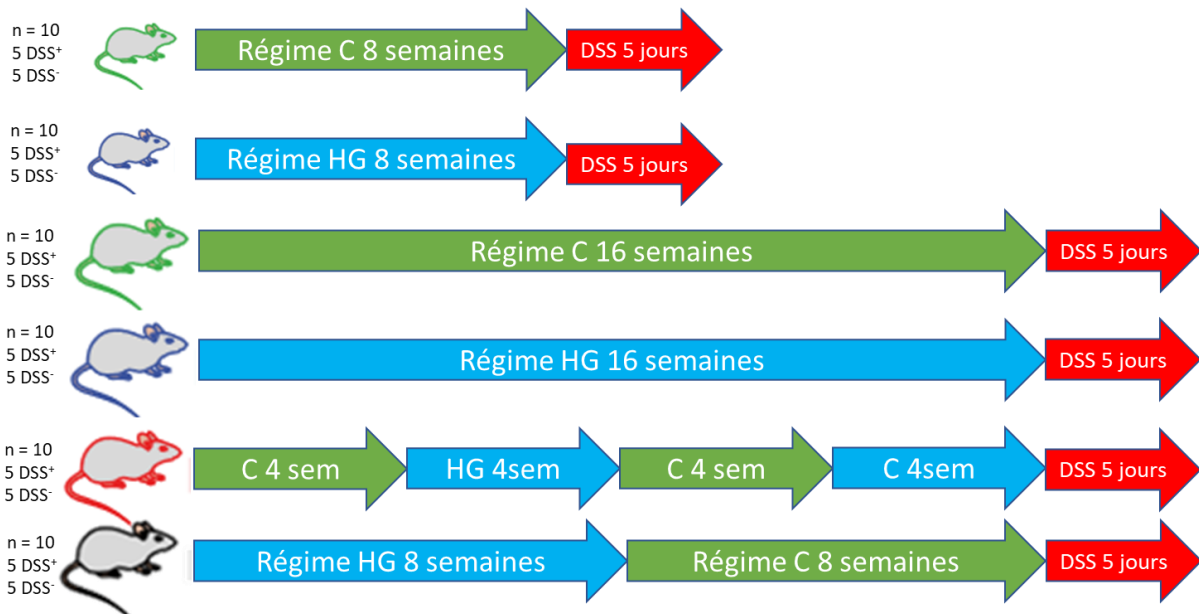 n = 10
5 DSS⁺
5 DSS⁻
Régime C 8 semaines
DSS 5 jours
n = 10
5 DSS⁺
5 DSS⁻
Régime HG 8 semaines
DSS 5 jours
n = 10
5 DSS⁺
5 DSS⁻
Régime C 16 semaines
DSS 5 jours
n = 10
5 DSS⁺
5 DSS⁻
Régime HG 16 semaines
DSS 5 jours
n = 10
5 DSS⁺
5 DSS⁻
C 4 sem
HG 4sem
C 4 sem
C 4sem
DSS 5 jours
n = 10
5 DSS⁺
5 DSS⁻
Régime HG 8 semaines
Régime C 8 semaines
DSS 5 jours